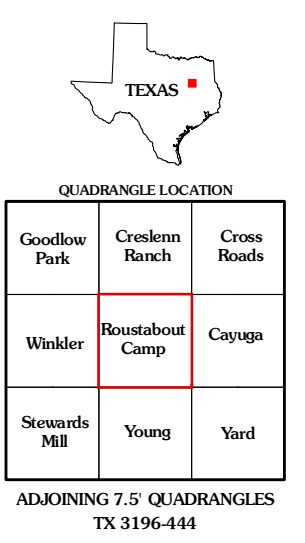 TEXAS
QUADRANGLE LOCATION
Goodlow
Park
Creslenn
Ranch
Cross
Roads
Winkler
Roustabout
Camp
Cayuga
Stewards
Mill
Young
Yard
ADJOINING 7.5' QUADRANGLES
TX 3196-444